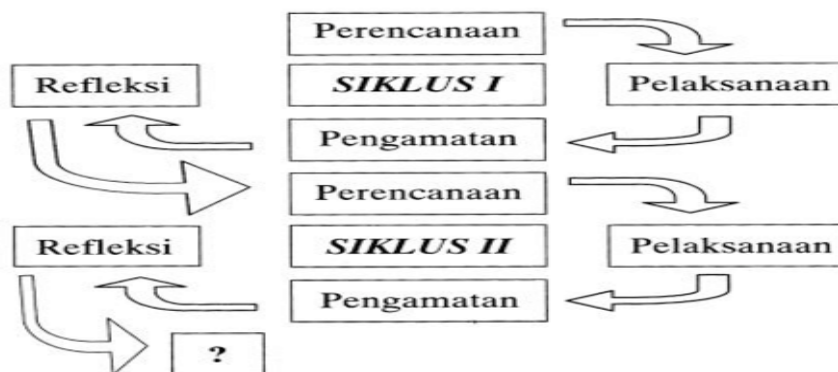 Perencanaan
Refleksi
SIKLUS I
Pelaksanaan
Pengamatan
Perencanaan
Refleksi
SIKLUS II
Pelaksanaan
Pengamatan
?